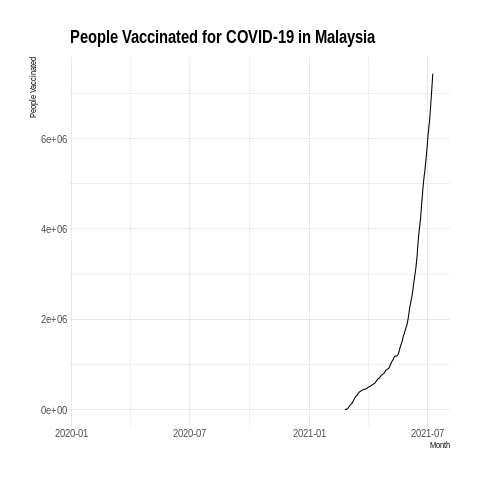 People Vaccinated for COVID-19 in Malaysia
People Vaccinated
6e+06
4e+06
2e+06
0e+00
2020-01 2020-07 2021-01 2021-07
Month